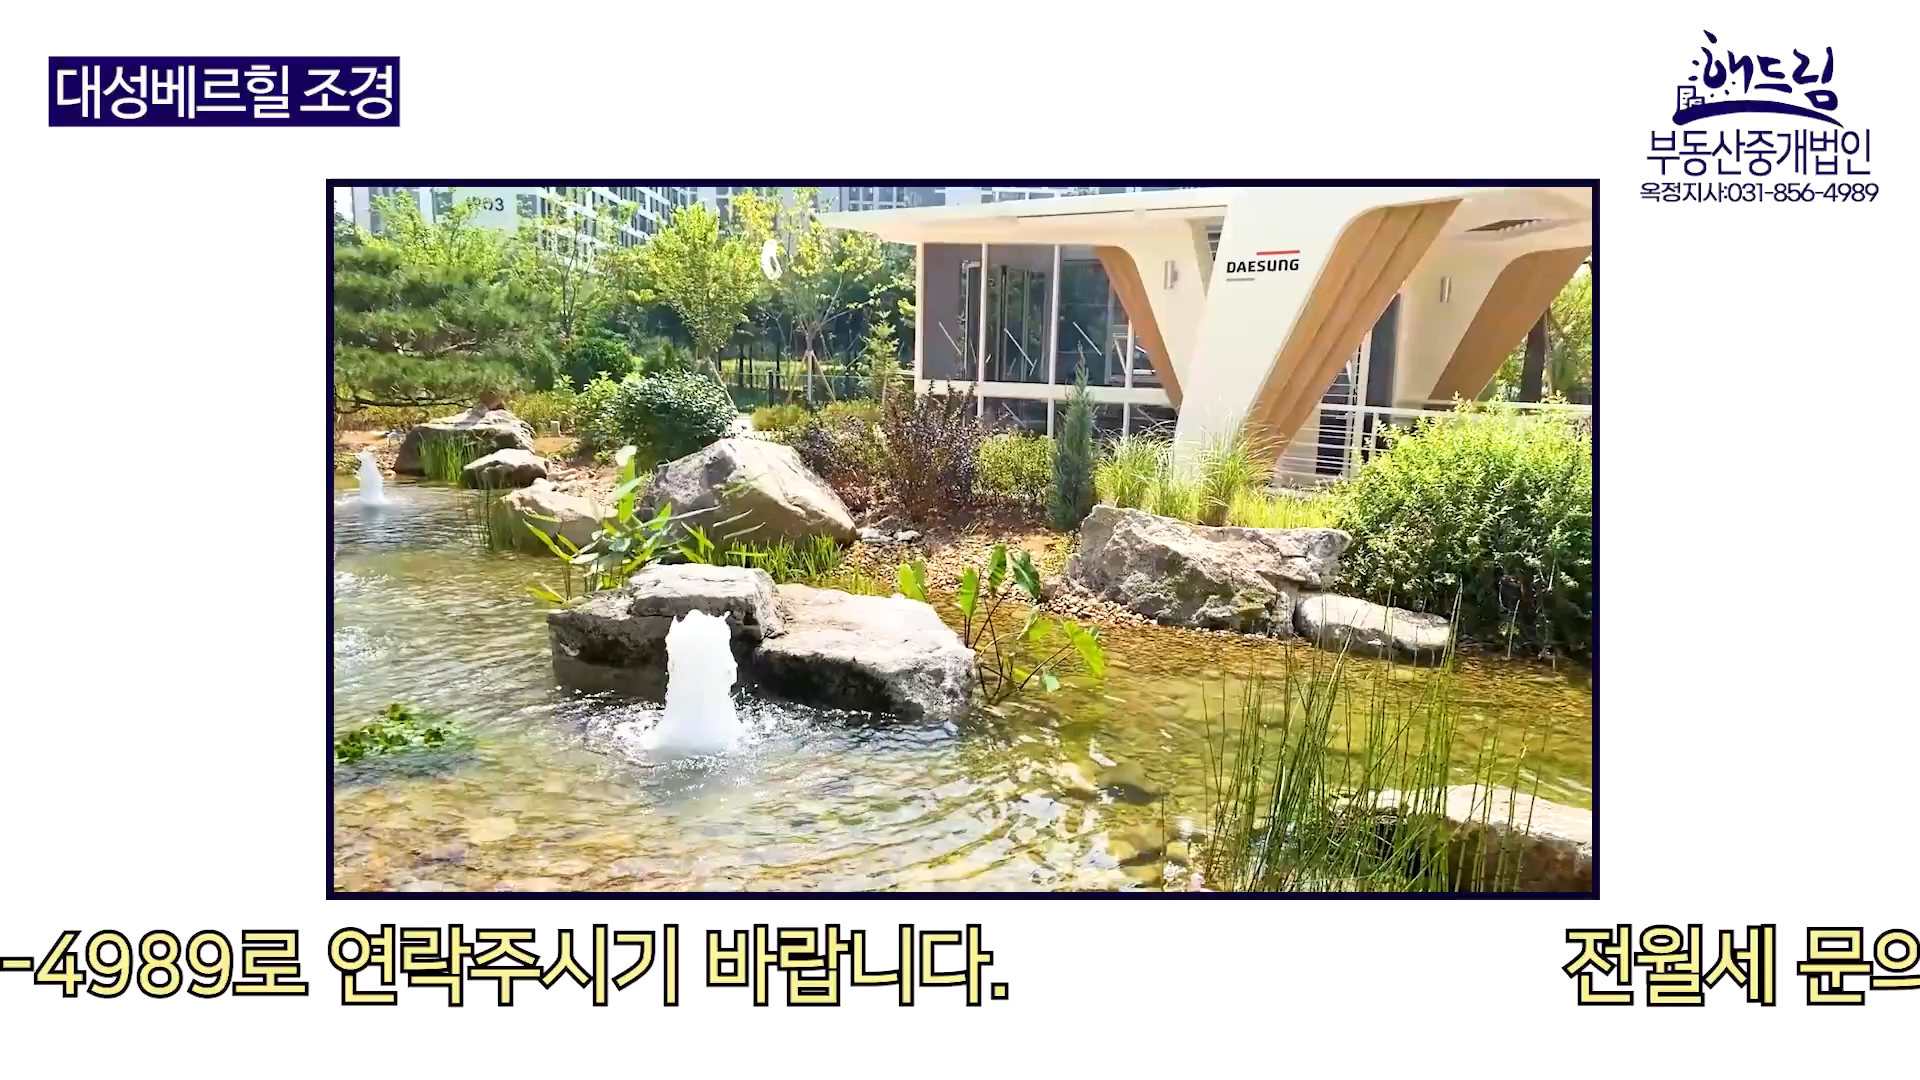 대성베르힐 조경
해드림
부동산중개법인
옥정지사:031-856-4989
DAESUNG
-4989로 연락주시기 바랍니다.
전월세 문의